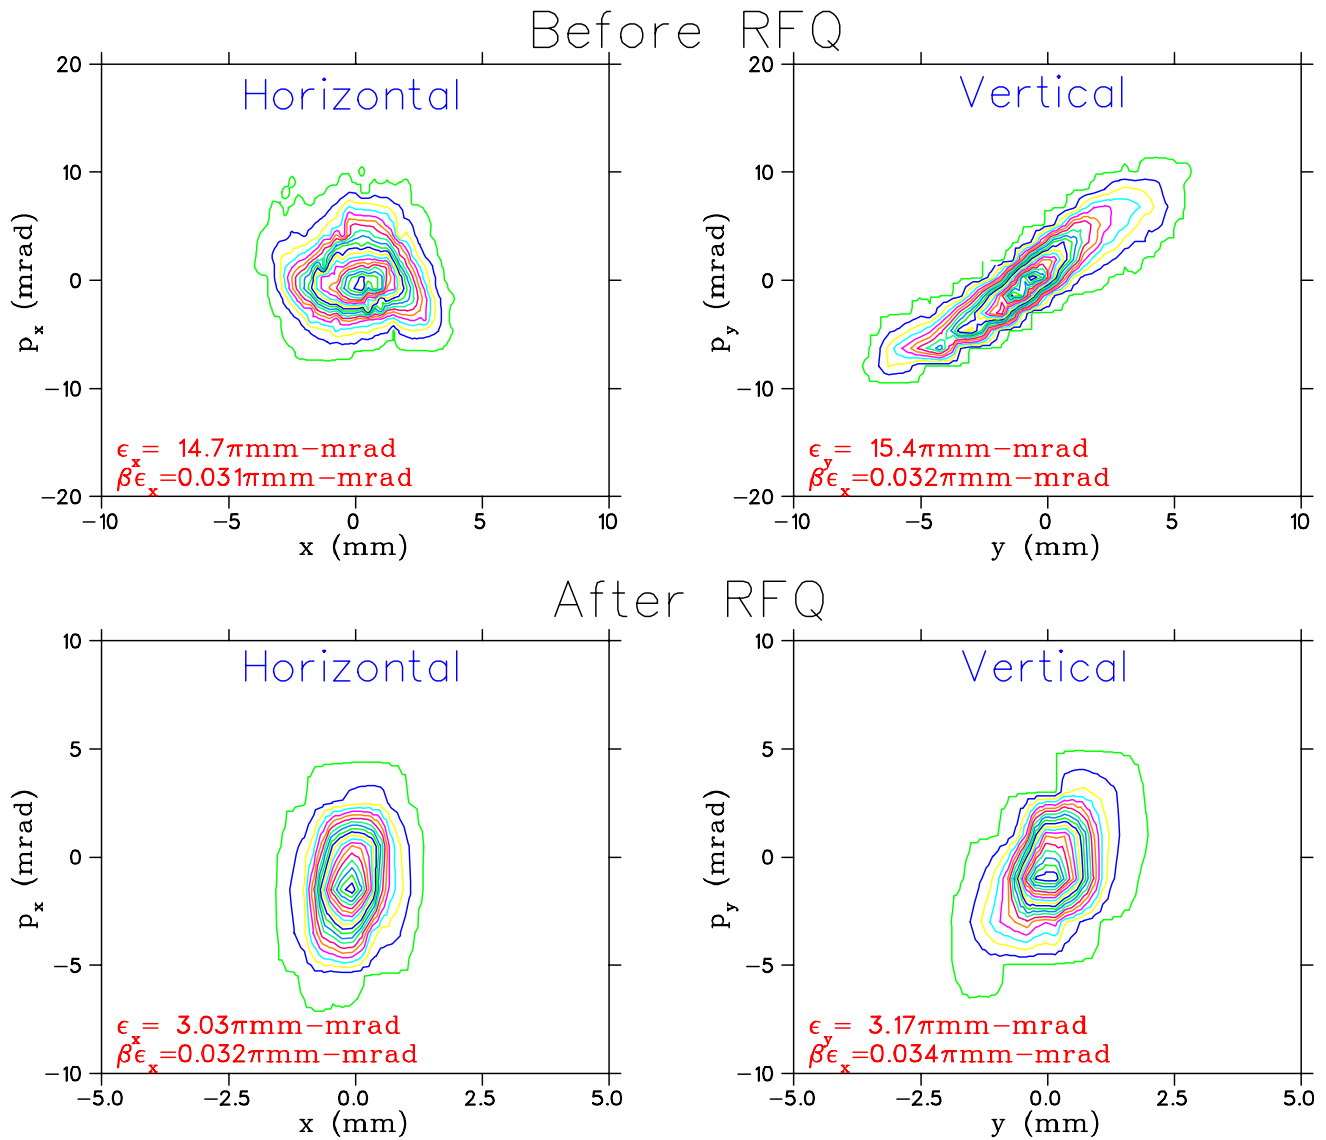 Before RFQ
Horizontal
20
10
0
−10
−20
p_x (mrad)
ϵ_x= 14.7πmm−mrad
βϵ_x=0.031πmm−mrad
−10 −5 0 5 10
x (mm)
Vertical
20
10
0
−10
−20
p_y (mrad)
ϵ_y= 15.4πmm−mrad
βϵ_x=0.032πmm−mrad
−10 −5 0 5 10
y (mm)
After RFQ
Horizontal
10
5
0
−5
−10
p_x (mrad)
ϵ_x= 3.03πmm−mrad
βϵ_x=0.032πmm−mrad
−5.0 −2.5 0.0 2.5 5.0
x (mm)
Vertical
10
5
0
−5
−10
p_y (mrad)
ϵ_y= 3.17πmm−mrad
βϵ_x=0.034πmm−mrad
−5.0 −2.5 0.0 2.5 5.0
y (mm)